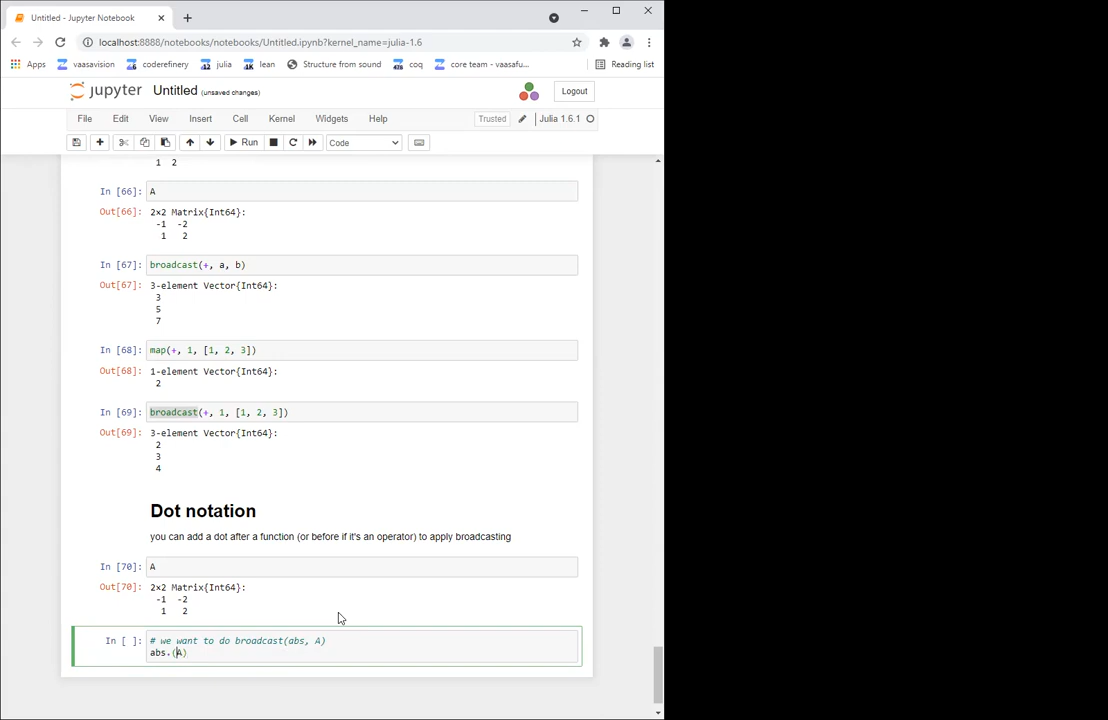 Untitled - Jupyter Notebook
localhost:8888/notebooks/notebooks/Untitled.ipynb?kernel_name=julia-1.6
Apps vaasavision coderefinery julia lean Structure from sound coq core team - vaasafu... Reading list
jupyter Untitled (unsaved changes) Logout
File Edit View Insert Cell Kernel Widgets Help Trusted Julia 1.6.1
Run Code
1 2
In [66]: A
Out[66]: 2×2 Matrix{Int64}:
-1 -2
1 2
In [67]: broadcast(+, a, b)
Out[67]: 3-element Vector{Int64}:
3
5
7
In [68]: map(+, 1, [1, 2, 3])
Out[68]: 1-element Vector{Int64}:
2
In [69]: broadcast(+, 1, [1, 2, 3])
Out[69]: 3-element Vector{Int64}:
2
3
4
Dot notation
you can add a dot after a function (or before if it's an operator) to apply broadcasting
In [70]: A
Out[70]: 2×2 Matrix{Int64}:
-1 -2
1 2
In [ ]: # we want to do broadcast(abs, A)
abs.(A)